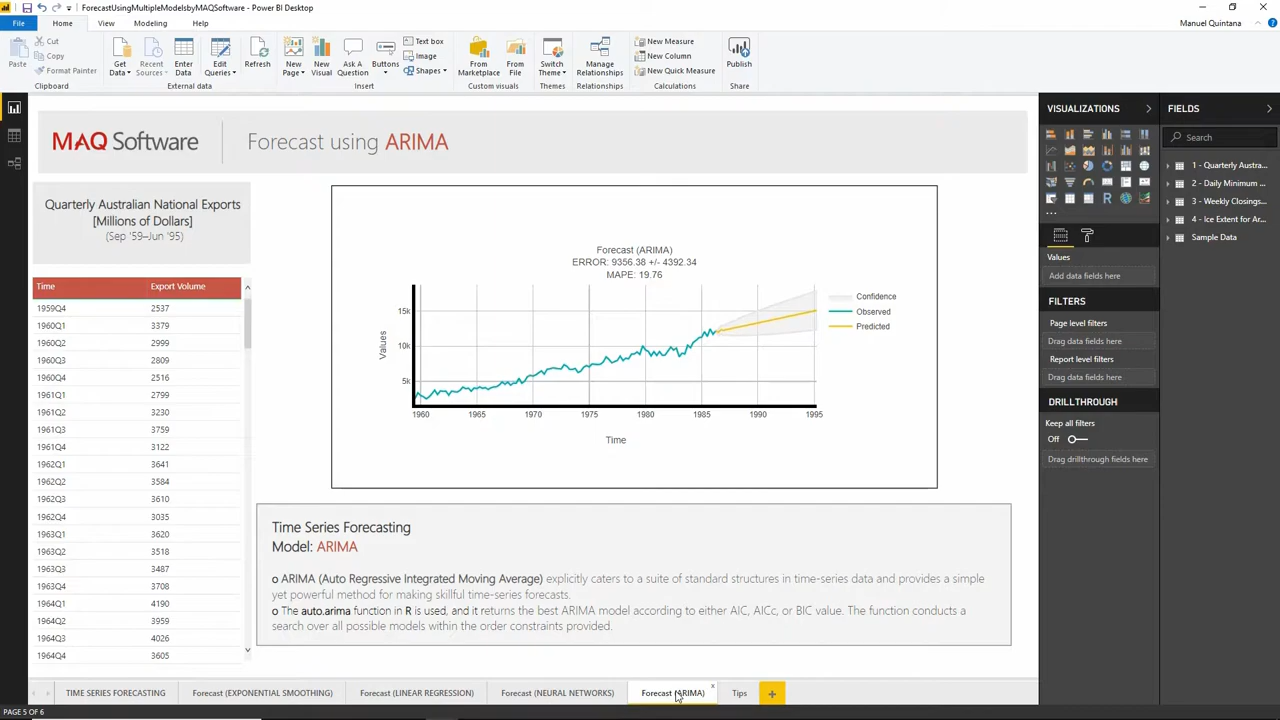 ForecastUsingMultipleModelsbyMAQSoftware - Power BI Desktop
Manuel Quintana
File
Home
View
Modeling
Help
Paste
Cut
Copy
Format Painter
Clipboard
Get
Data
Recent
Sources
Enter
Data
Edit
Queries
Refresh
External data
New
Page
New
Visual
Ask A
Question
Buttons
Text box
Image
Shapes
Insert
From
Marketplace
From
File
Custom visuals
Switch
Theme
Themes
Manage
Relationships
Relationships
New Measure
New Column
New Quick Measure
Calculations
Publish
Share
MAQ Software
Forecast using ARIMA
Quarterly Australian National Exports
[Millions of Dollars]
(Sep '59–Jun '95)
Time Export Volume
1959Q4 2537
1960Q1 3379
1960Q2 2999
1960Q3 2809
1960Q4 2516
1961Q1 2799
1961Q2 3230
1961Q3 3759
1961Q4 3122
1962Q1 3641
1962Q2 3584
1962Q3 3610
1962Q4 3035
1963Q1 3620
1963Q2 3518
1963Q3 3487
1963Q4 3708
1964Q1 4190
1964Q2 3959
1964Q3 4026
1964Q4 3605
Forecast (ARIMA)
ERROR: 9356.38 +/- 4392.34
MAPE: 19.76
Values
15k
10k
5k
1960 1965 1970 1975 1980 1985 1990 1995
Time
Confidence
Observed
Predicted
Time Series Forecasting
Model: ARIMA
o ARIMA (Auto Regressive Integrated Moving Average) explicitly caters to a suite of standard structures in time-series data and provides a simple
yet powerful method for making skillful time-series forecasts.
o The auto.arima function in R is used, and it returns the best ARIMA model according to either AIC, AICc, or BIC value. The function conducts a
search over all possible models within the order constraints provided.
VISUALIZATIONS
Values
Add data fields here
FILTERS
Page level filters
Drag data fields here
Report level filters
Drag data fields here
DRILLTHROUGH
Keep all filters
Off
Drag drillthrough fields here
FIELDS
Search
1 - Quarterly Austra...
2 - Daily Minimum ...
3 - Weekly Closings...
4 - Ice Extent for Ar...
Sample Data
TIME SERIES FORECASTING
Forecast (EXPONENTIAL SMOOTHING)
Forecast (LINEAR REGRESSION)
Forecast (NEURAL NETWORKS)
Forecast (ARIMA)
Tips
PAGE 5 OF 6